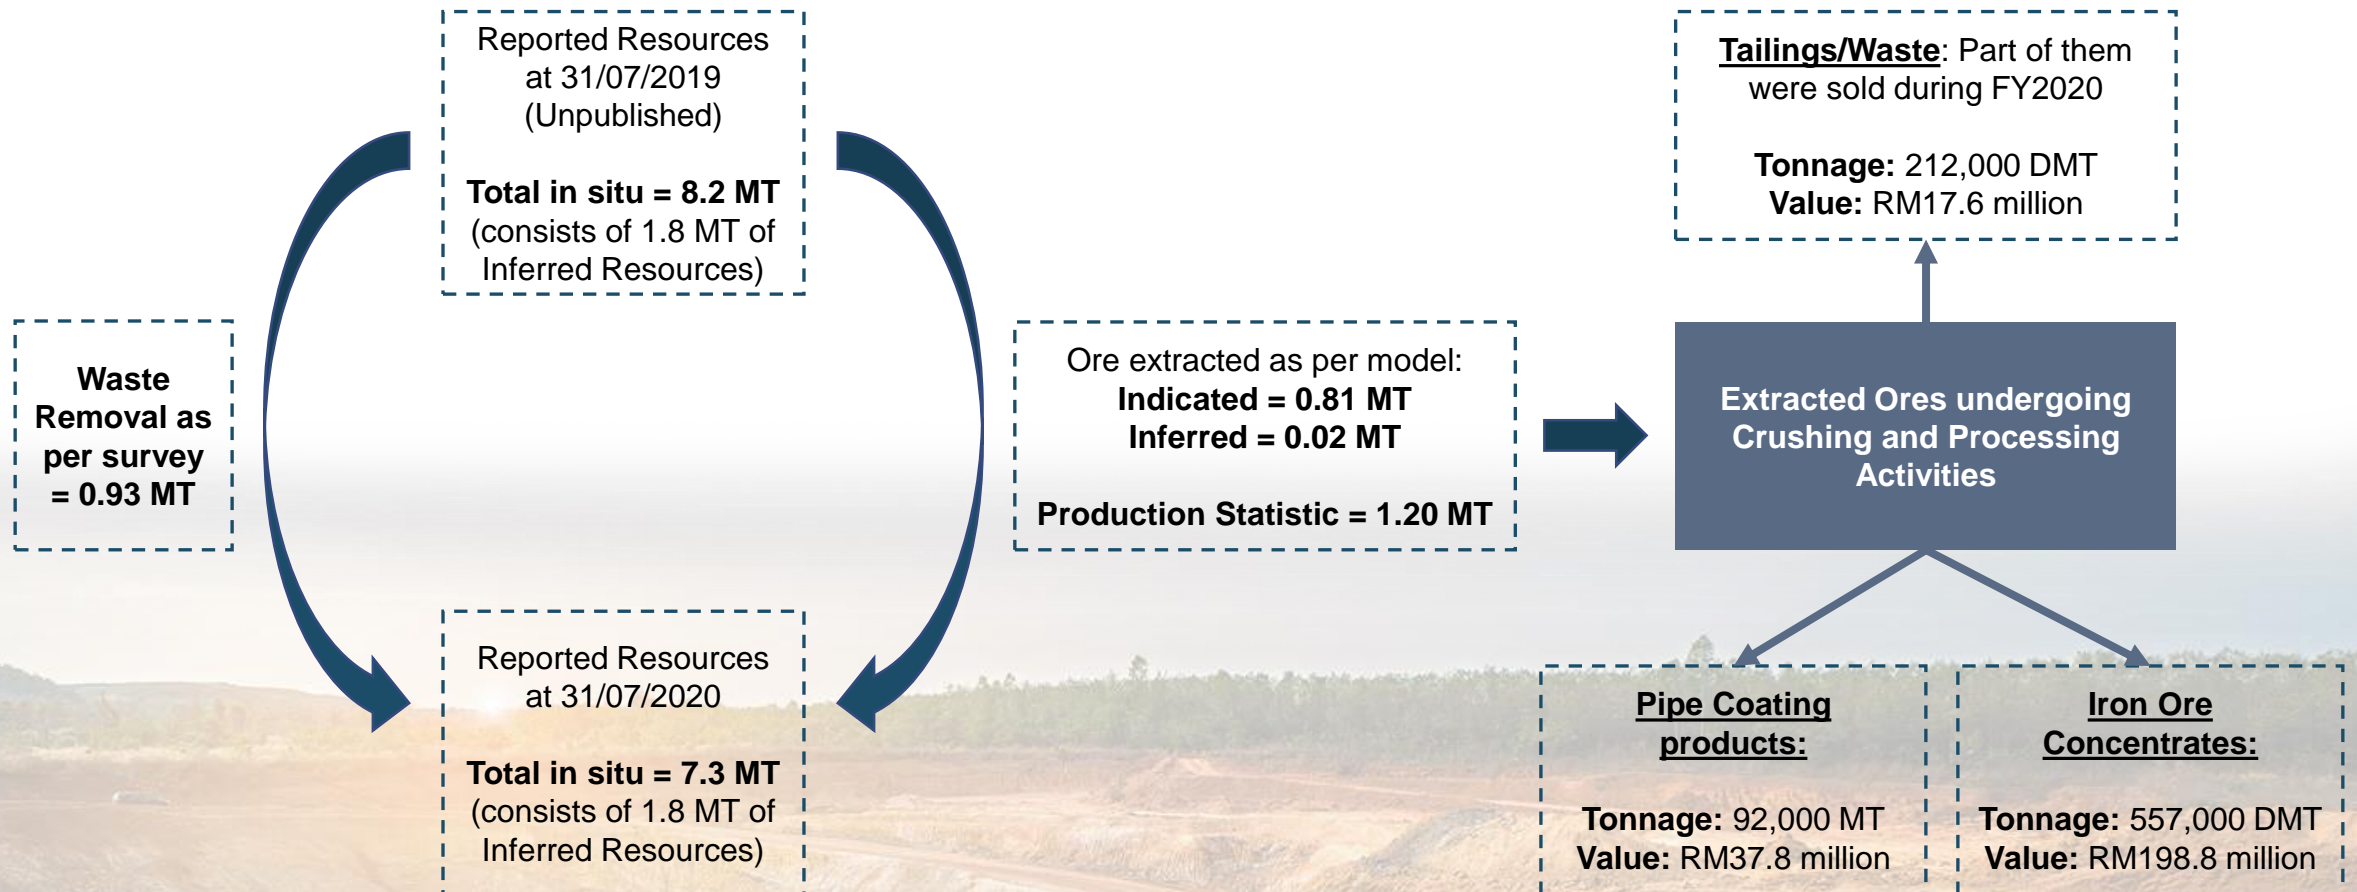 Reported Resources
at 31/07/2019
(Unpublished)
Total in situ = 8.2 MT
(consists of 1.8 MT of
Inferred Resources)
Waste
Removal as
per survey
= 0.93 MT
Reported Resources
at 31/07/2020
Total in situ = 7.3 MT
(consists of 1.8 MT of
Inferred Resources)
Ore extracted as per model:
Indicated = 0.81 MT
Inferred = 0.02 MT
Production Statistic = 1.20 MT
Tailings/Waste: Part of them
were sold during FY2020
Tonnage: 212,000 DMT
Value: RM17.6 million
Extracted Ores undergoing
Crushing and Processing
Activities
Pipe Coating
products:
Tonnage: 92,000 MT
Value: RM37.8 million
Iron Ore
Concentrates:
Tonnage: 557,000 DMT
Value: RM198.8 million